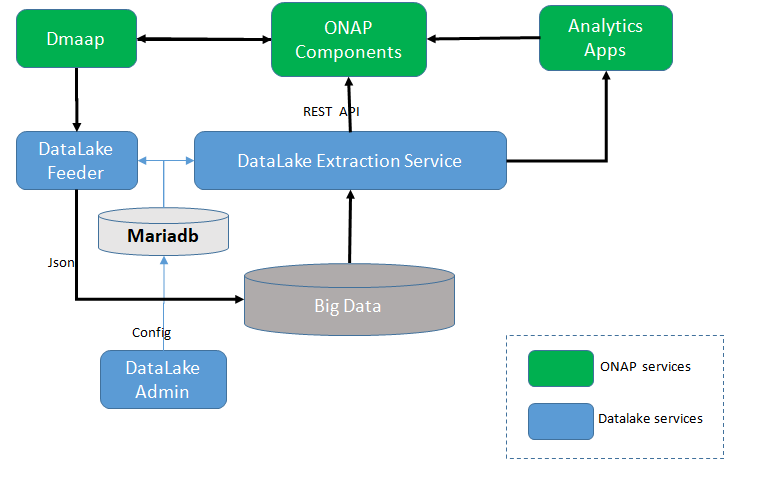 Dmaap
ONAP
Components
Analytics
Apps
REST API
DataLake
Feeder
DataLake Extraction Service
Mariadb
Json
Big Data
Config
DataLake
Admin
ONAP services
Datalake services